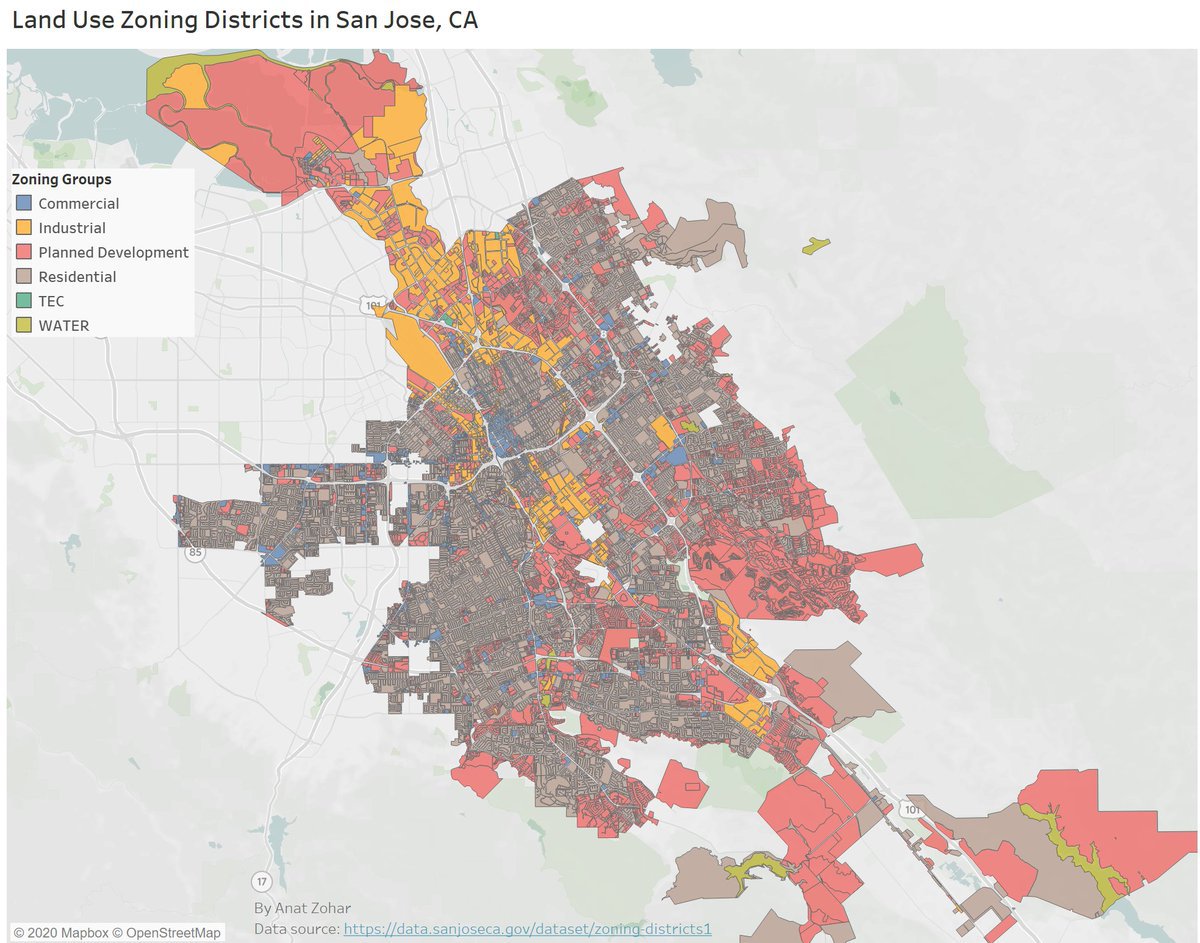 Land Use Zoning Districts in San Jose, CA
Zoning Groups
Commercial
Industrial
Planned Development
Residential
TEC
WATER
101
85
101
17
By Anat Zohar
Data source: https://data.sanjoseca.gov/dataset/zoning-districts1
© 2020 Mapbox © OpenStreetMap